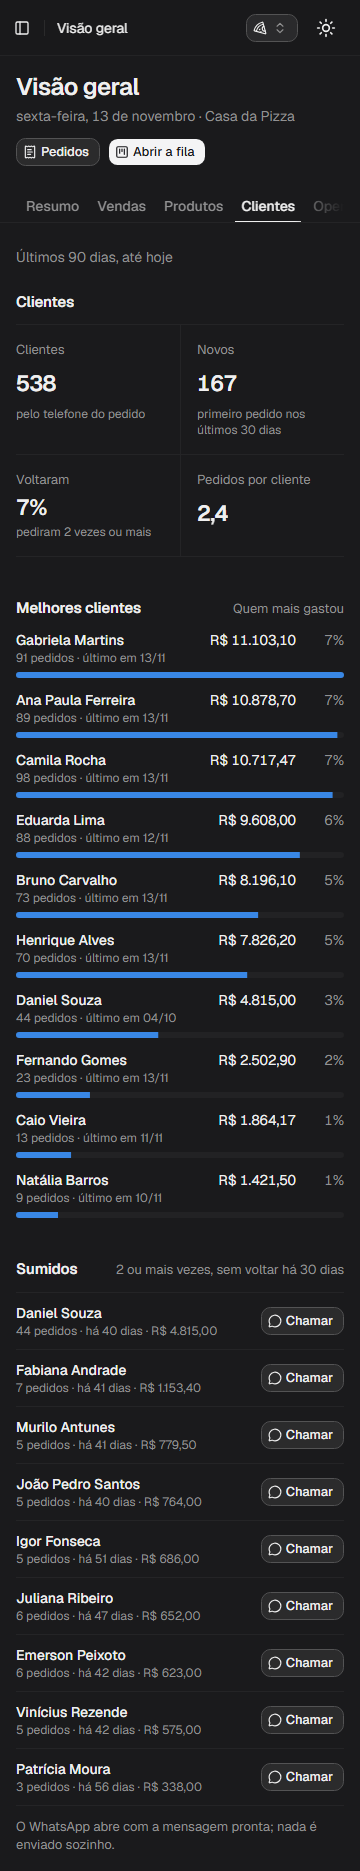 Visão geral
Visão geral
sexta-feira, 13 de novembro · Casa da Pizza
Pedidos
Abrir a fila
Resumo Vendas Produtos Clientes Ope
Últimos 90 dias, até hoje
Clientes
Clientes
538
pelo telefone do pedido
Novos
167
primeiro pedido nos
últimos 30 dias
Voltaram
7%
pediram 2 vezes ou mais
Pedidos por cliente
2,4
Melhores clientes Quem mais gastou
Gabriela Martins R$ 11.103,10 7%
91 pedidos · último em 13/11
Ana Paula Ferreira R$ 10.878,70 7%
89 pedidos · último em 13/11
Camila Rocha R$ 10.717,47 7%
98 pedidos · último em 13/11
Eduarda Lima R$ 9.608,00 6%
88 pedidos · último em 12/11
Bruno Carvalho R$ 8.196,10 5%
73 pedidos · último em 13/11
Henrique Alves R$ 7.826,20 5%
70 pedidos · último em 13/11
Daniel Souza R$ 4.815,00 3%
44 pedidos · último em 04/10
Fernando Gomes R$ 2.502,90 2%
23 pedidos · último em 13/11
Caio Vieira R$ 1.864,17 1%
13 pedidos · último em 11/11
Natália Barros R$ 1.421,50 1%
9 pedidos · último em 10/11
Sumidos 2 ou mais vezes, sem voltar há 30 dias
Daniel Souza
44 pedidos · há 40 dias · R$ 4.815,00
Chamar
Fabiana Andrade
7 pedidos · há 41 dias · R$ 1.153,40
Chamar
Murilo Antunes
5 pedidos · há 41 dias · R$ 779,50
Chamar
João Pedro Santos
5 pedidos · há 40 dias · R$ 764,00
Chamar
Igor Fonseca
5 pedidos · há 51 dias · R$ 686,00
Chamar
Juliana Ribeiro
6 pedidos · há 47 dias · R$ 652,00
Chamar
Emerson Peixoto
6 pedidos · há 42 dias · R$ 623,00
Chamar
Vinícius Rezende
5 pedidos · há 42 dias · R$ 575,00
Chamar
Patrícia Moura
3 pedidos · há 56 dias · R$ 338,00
Chamar
O WhatsApp abre com a mensagem pronta; nada é
enviado sozinho.